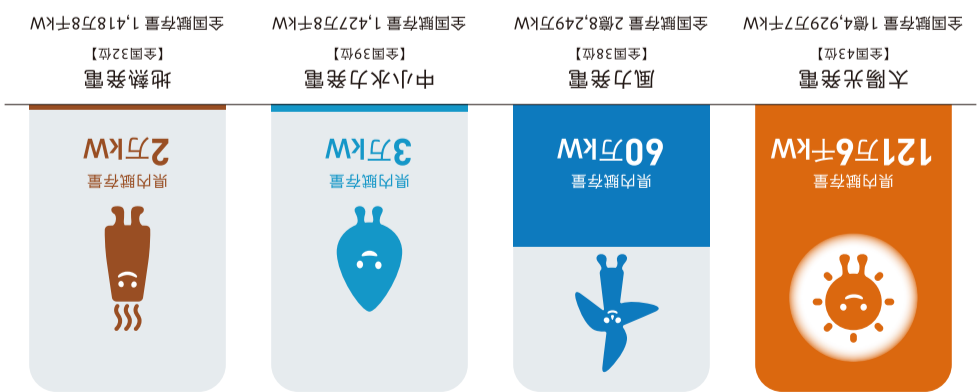 県内賦存量
121万6千kW
太陽光発電
【全国43位】
全国賦存量 1億4,929万7千kW
県内賦存量
60万kW
風力発電
【全国38位】
全国賦存量 2億8,249万kW
県内賦存量
3万kW
中小水力発電
【全国39位】
全国賦存量 1,427万8千kW
県内賦存量
2万kW
地熱発電
【全国32位】
全国賦存量 1,418万8千kW